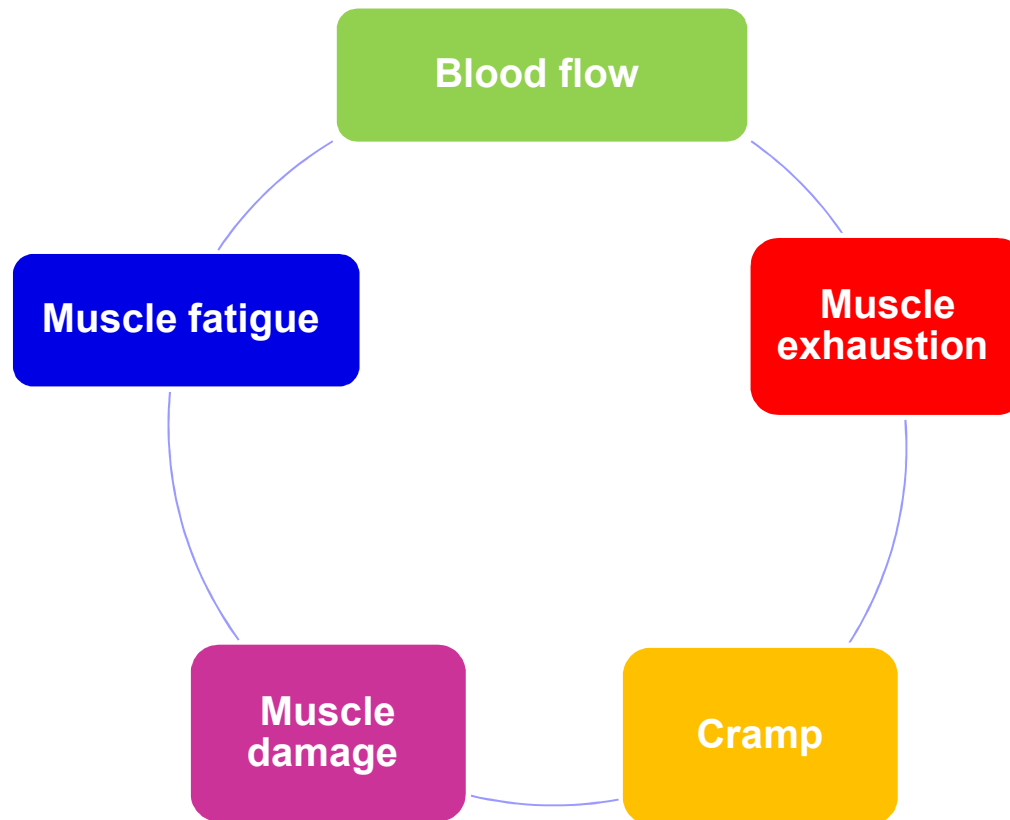 Blood flow
Muscle fatigue
Muscle
exhaustion
Muscle
damage
Cramp